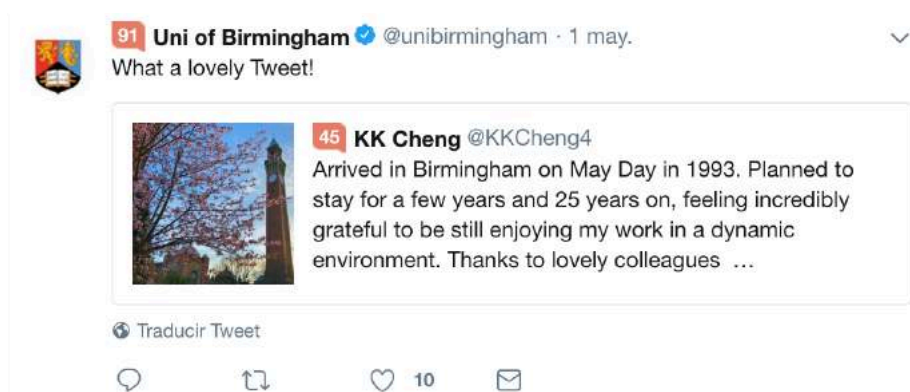 91 Uni of Birmingham @unibirmingham · 1 may.
What a lovely Tweet!
45 KK Cheng @KKCheng4
Arrived in Birmingham on May Day in 1993. Planned to
stay for a few years and 25 years on, feeling incredibly
grateful to be still enjoying my work in a dynamic
environment. Thanks to lovely colleagues ...
Traducir Tweet
10